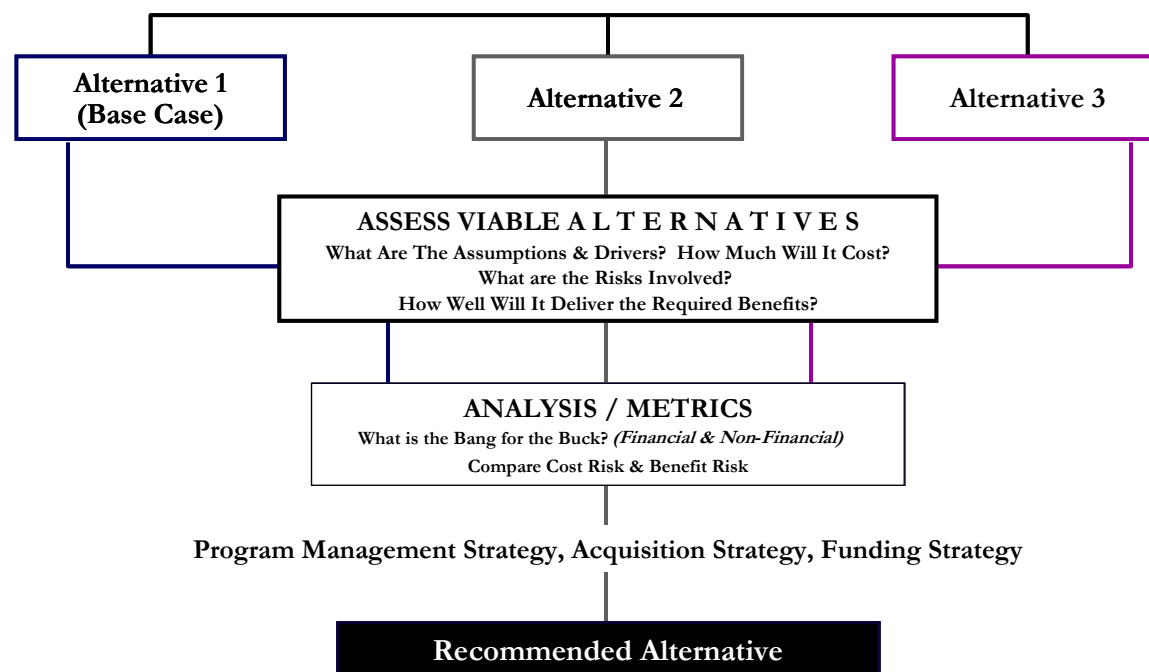 Alternative 1
(Base Case)
Alternative 2
Alternative 3
ASSESS VIABLE A L T E R N A T I V E S
What Are The Assumptions & Drivers?  How Much Will It Cost?
What are the Risks Involved?
How Well Will It Deliver the Required Benefits?
ANALYSIS / METRICS
What is the Bang for the Buck? (Financial & Non-Financial)
Compare Cost Risk & Benefit Risk
Program Management Strategy, Acquisition Strategy, Funding Strategy
Recommended Alternative